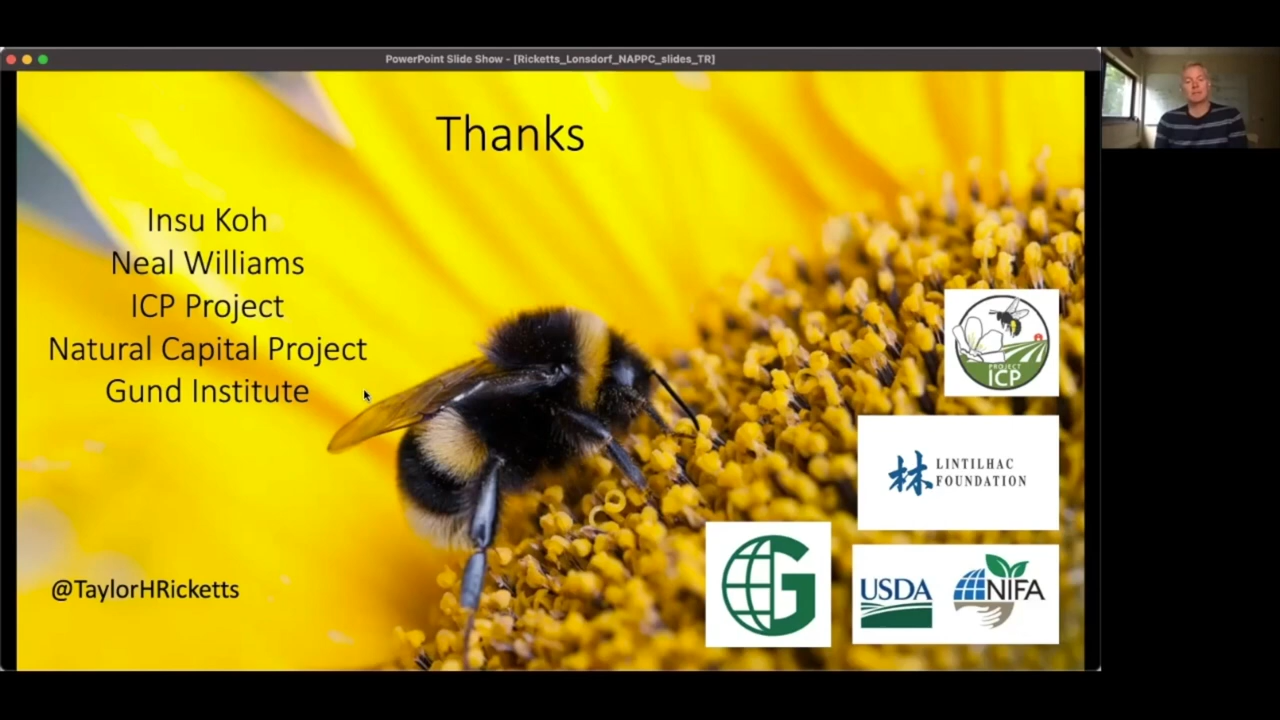 PowerPoint Slide Show - [Ricketts_Lonsdorf_NAPPC_slides_TR]
Thanks
Insu Koh
Neal Williams
ICP Project
Natural Capital Project
Gund Institute
PROJECT
ICP
林 LINTILHAC
FOUNDATION
@TaylorHRicketts
G
USDA
NIFA